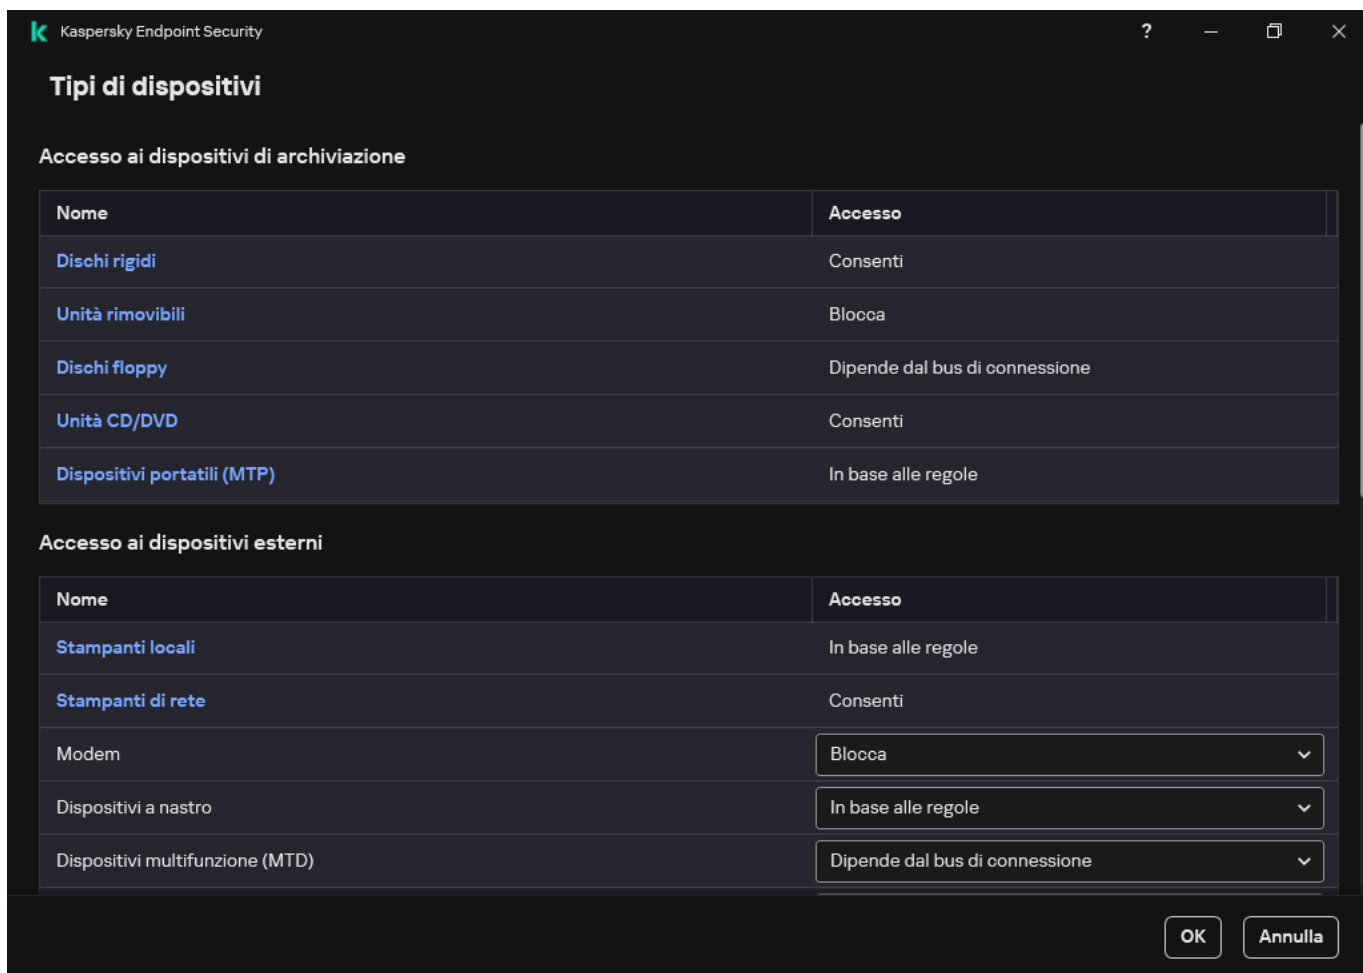 Kaspersky Endpoint Security
?
Tipi di dispositivi
Accesso ai dispositivi di archiviazione
Nome Accesso
Dischi rigidi Consenti
Unità rimovibili Blocca
Dischi floppy Dipende dal bus di connessione
Unità CD/DVD Consenti
Dispositivi portatili (MTP) In base alle regole
Accesso ai dispositivi esterni
Nome Accesso
Stampanti locali In base alle regole
Stampanti di rete Consenti
Modem Blocca
Dispositivi a nastro In base alle regole
Dispositivi multifunzione (MTD) Dipende dal bus di connessione
OK Annulla